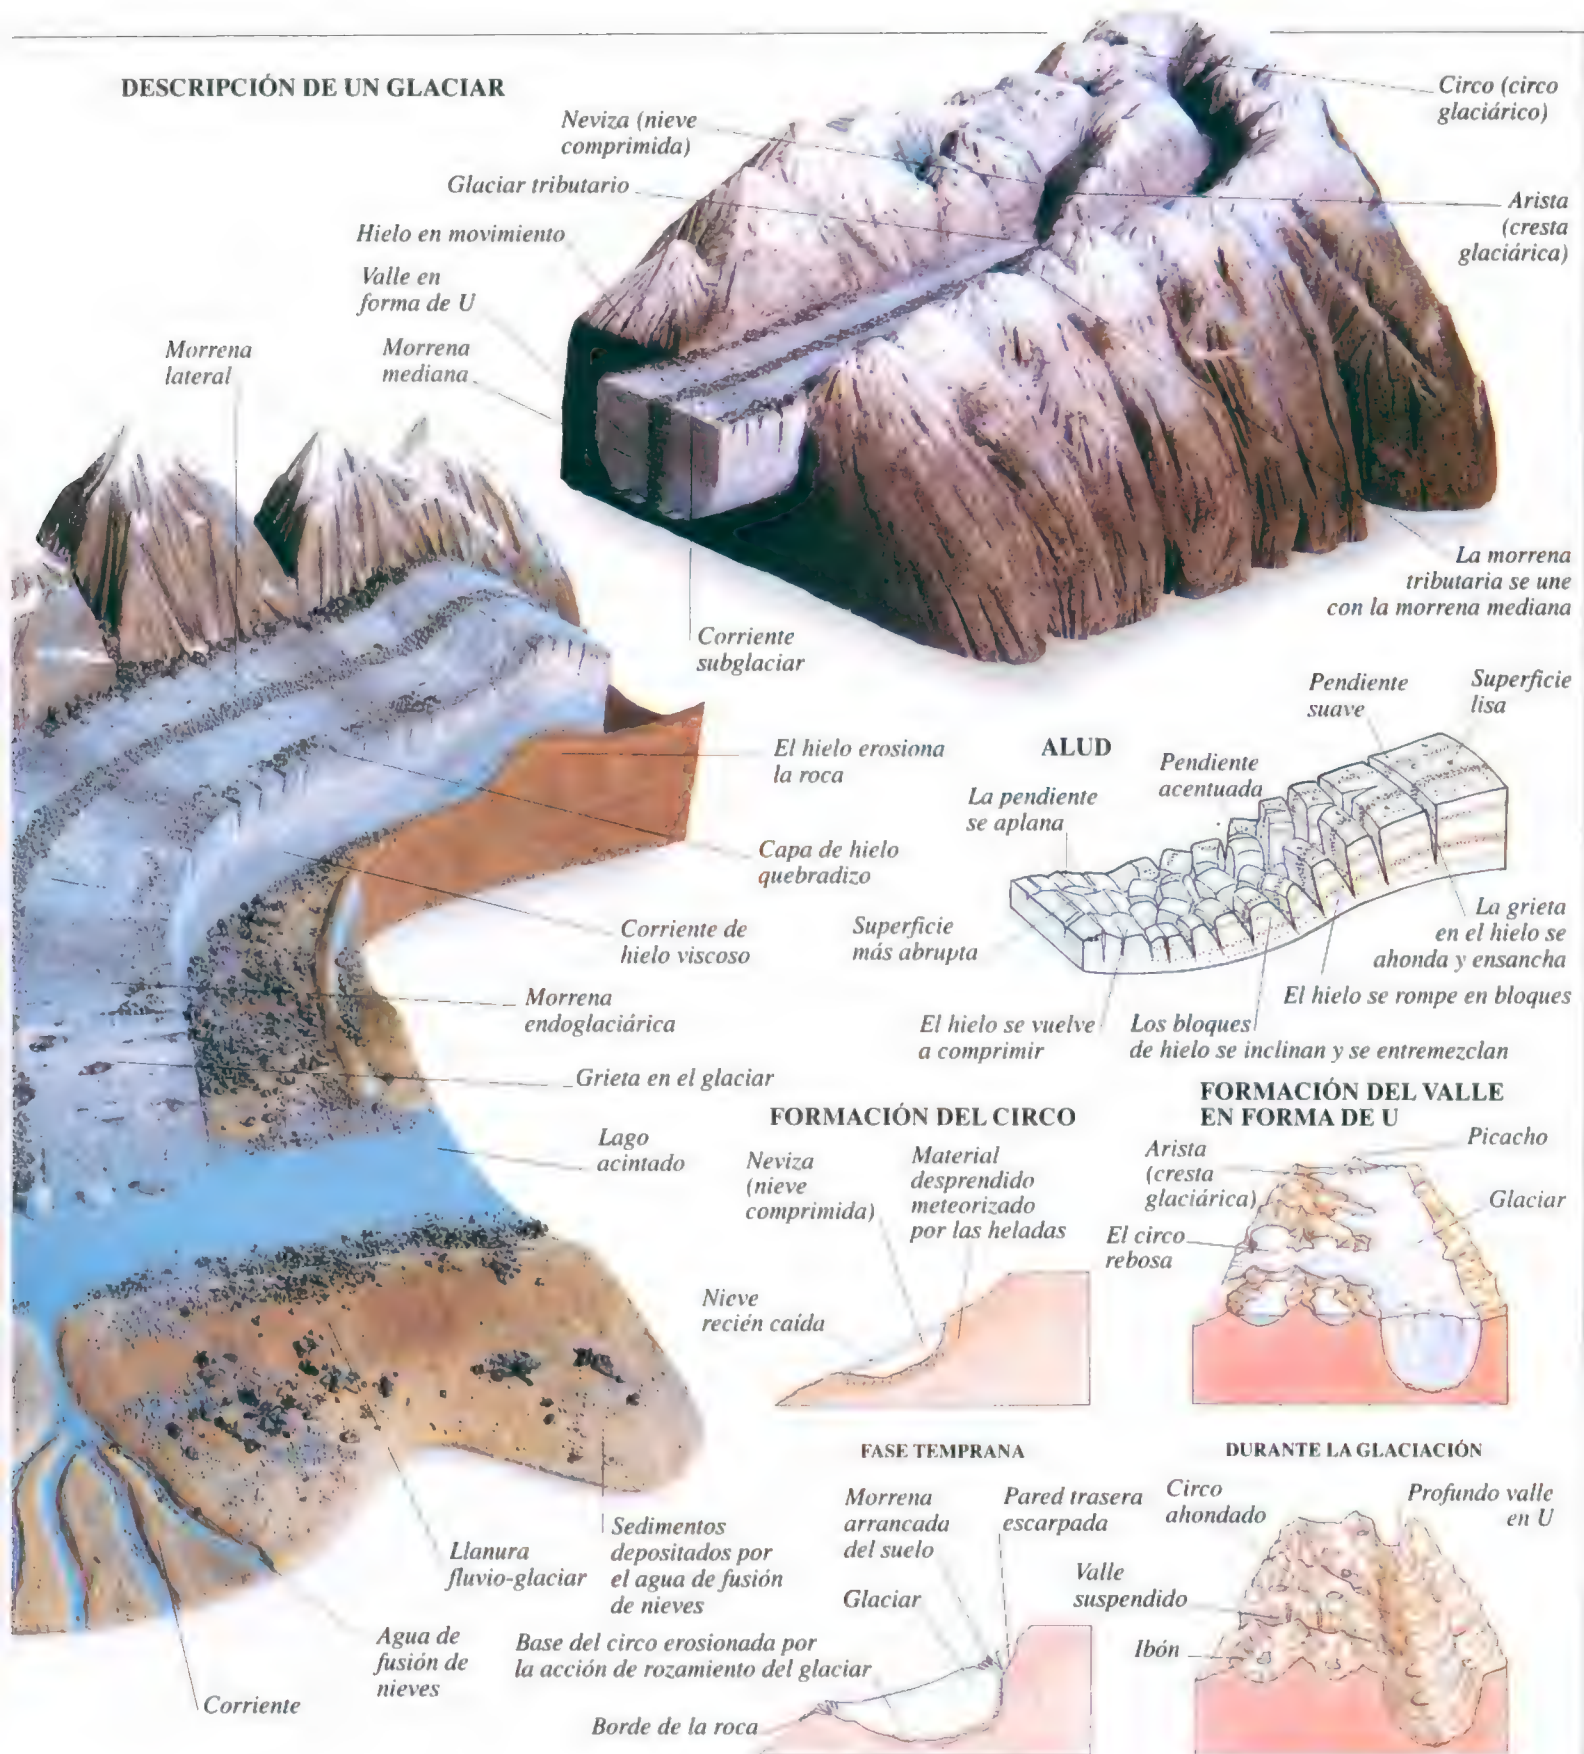 DESCRIPCIÓN DE UN GLACIAR
Neviza (nieve
comprimida)
Glaciar tributario
Hielo en movimiento
Valle en
forma de U
Morrena
lateral
Morrena
mediana
Circo (circo
glaciárico)
Arista
(cresta
glaciárica)
La morrena
tributaria se une
con la morrena mediana
Corriente
subglaciar
El hielo erosiona
la roca
Capa de hielo
quebradizo
Corriente de
hielo viscoso
Morrena
endoglaciárica
Grieta en el glaciar
Lago
acintado
Llanura
fluvio-glaciar
Sedimentos
depositados por
el agua de fusión
de nieves
Agua de
fusión de
nieves
Corriente
ALUD
Pendiente
suave
Superficie
lisa
Pendiente
acentuada
La pendiente
se aplana
Superficie
más abrupta
La grieta
en el hielo se
ahonda y ensancha
El hielo se rompe en bloques
El hielo se vuelve
a comprimir
Los bloques
de hielo se inclinan y se entremezclan
FORMACIÓN DEL CIRCO
Neviza
(nieve
comprimida)
Material
desprendido
meteorizado
por las heladas
Nieve
recién caída
FASE TEMPRANA
Morrena
arrancada
del suelo
Pared trasera
escarpada
Glaciar
Base del circo erosionada por
la acción de rozamiento del glaciar
Borde de la roca
FORMACIÓN DEL VALLE
EN FORMA DE U
Arista
(cresta
glaciárica)
Picacho
Glaciar
El circo
rebosa
DURANTE LA GLACIACIÓN
Circo
ahondado
Profundo valle
en U
Valle
suspendido
Ibón